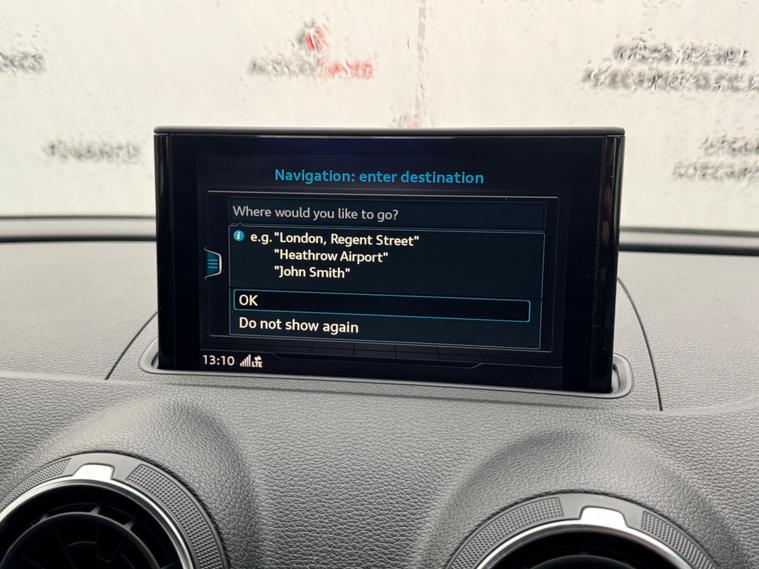 Navigation: enter destination
Where would you like to go?
e.g. "London, Regent Street"
"Heathrow Airport"
"John Smith"
OK
Do not show again
13:10 LTE